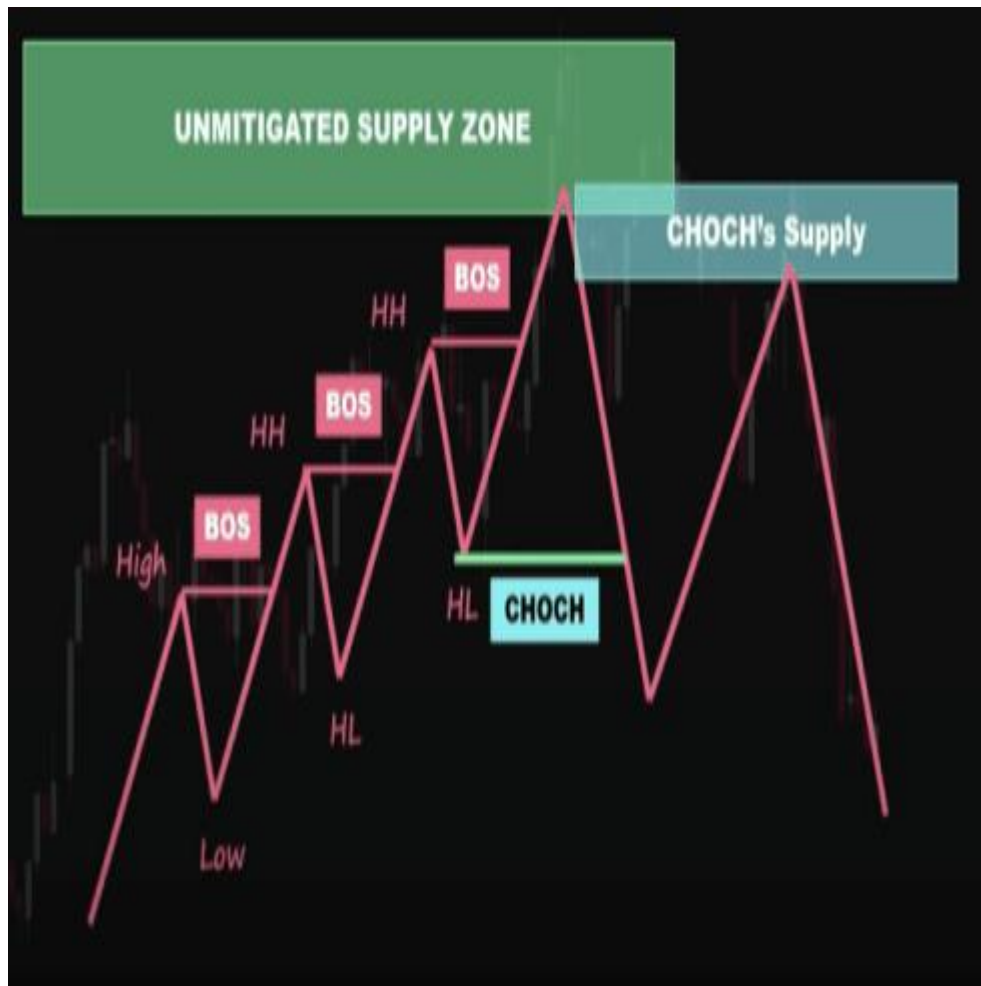 UNMITIGATED SUPPLY ZONE
CHOCH's Supply
BOS
HH
BOS
HH
BOS
High
HL
CHOCH
HL
Low